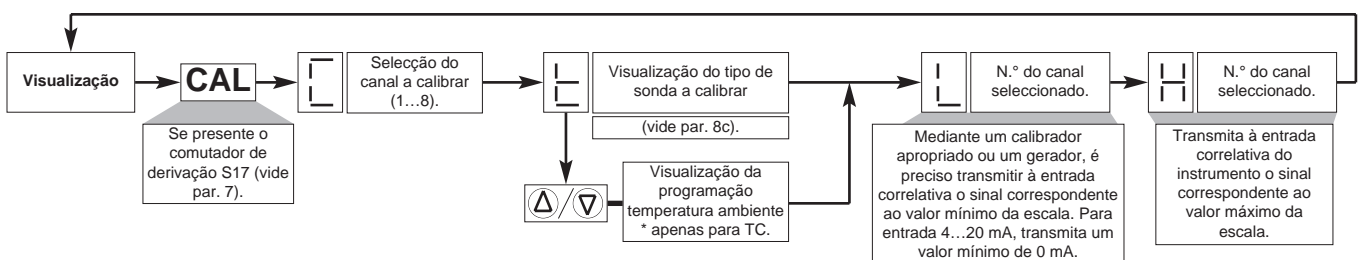 Visualização
CAL
Se presente o
comutador de
derivação S17 (vide
par. 7).
Selecção do
canal a calibrar
(1…8).
Visualização do tipo de
sonda a calibrar
(vide par. 8c).
Visualização da
programação
temperatura ambiente
* apenas para TC.
L
N.° do canal
seleccionado.
Mediante um calibrador
apropriado ou um gerador, é
preciso transmitir à entrada
correlativa o sinal correspondente
ao valor mínimo da escala. Para
entrada 4…20 mA, transmita um
valor mínimo de 0 mA.
H
N.° do canal
seleccionado.
Transmita à entrada
correlativa do
instrumento o sinal
correspondente ao
valor máximo da
escala.